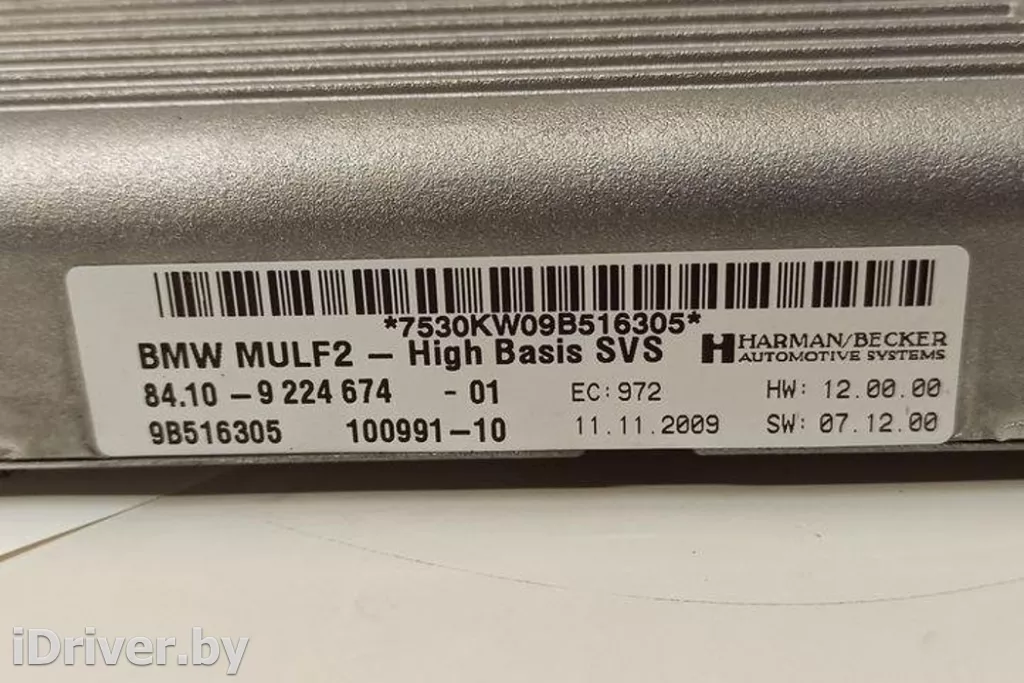 *7530KW09B516305*
BMW MULF2 – High Basis SVS
HARMAN/BECKER
AUTOMOTIVE SYSTEMS
84.10 – 9 224 674 - 01 EC: 972 HW: 12.00.00
9B516305 100991–10 11.11.2009 SW: 07.12.00
iDriver.by